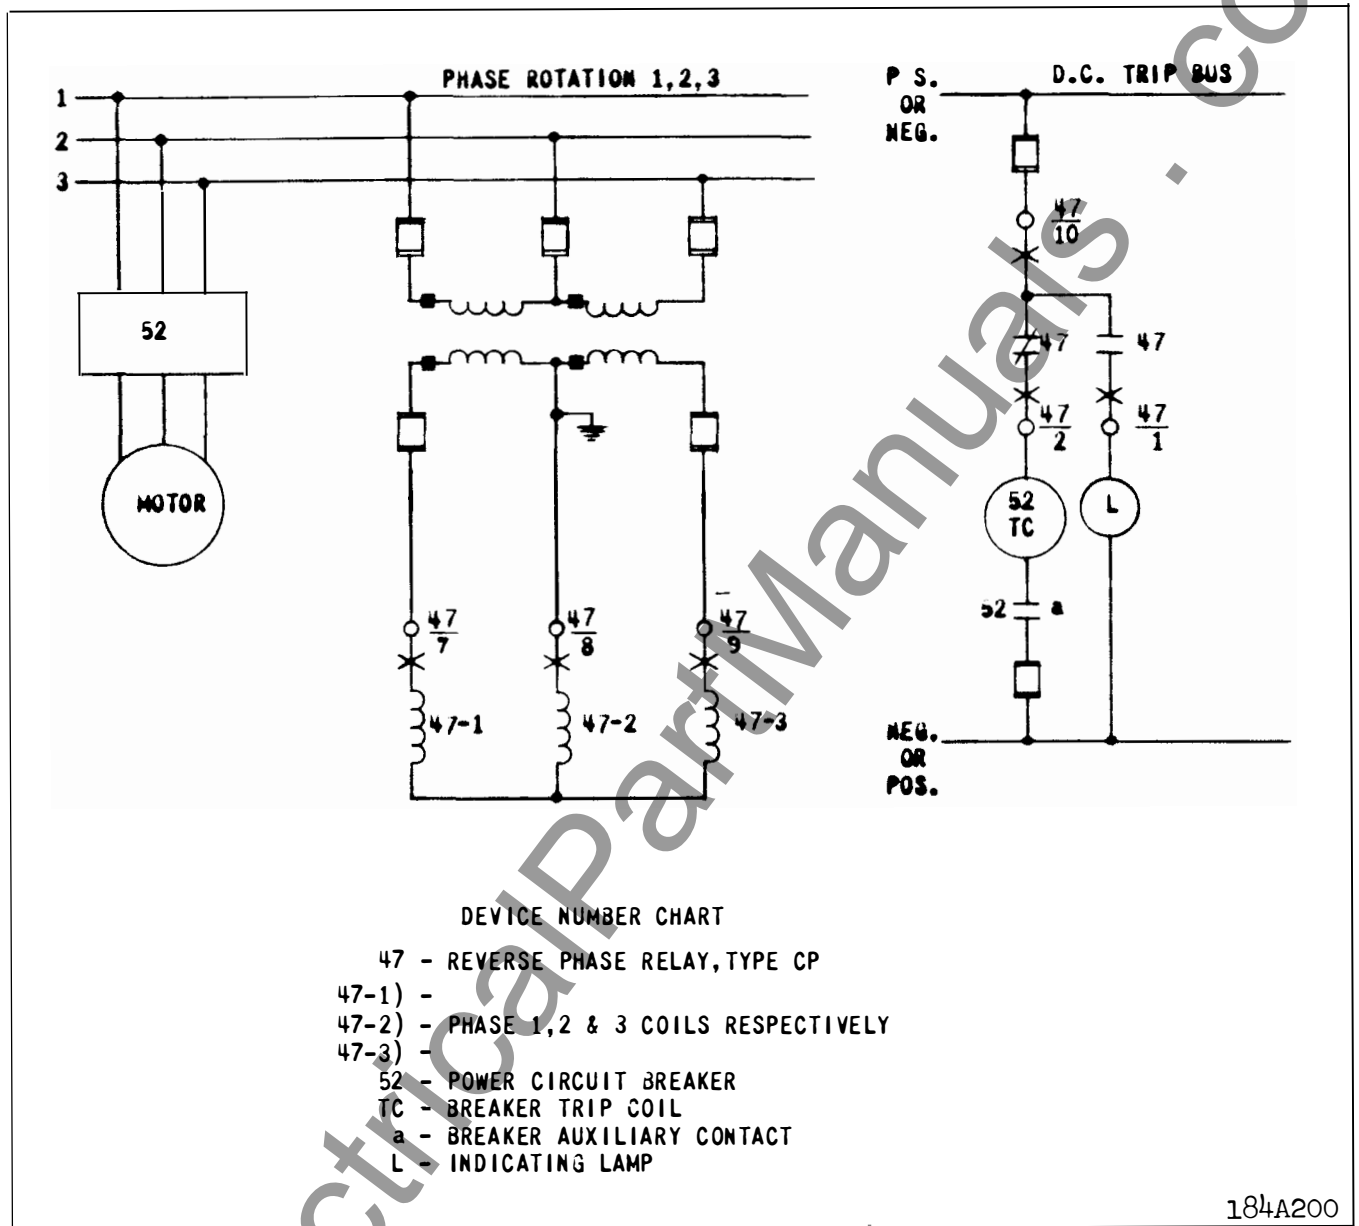 PHASE ROTATION 1,2,3
1
2
3
52
MOTOR
47
7
47
8
47
9
47-1
47-2
47-3
P S.
OR
NEG.
D.C. TRIP BUS
47
10
47
47
47
2
47
1
52
TC
L
52
a
NEG.
OR
POS.
DEVICE NUMBER CHART
47 - REVERSE PHASE RELAY, TYPE CP
47-1) -
47-2) - PHASE 1,2 & 3 COILS RESPECTIVELY
47-3) -
52 - POWER CIRCUIT BREAKER
TC - BREAKER TRIP COIL
a - BREAKER AUXILIARY CONTACT
L - INDICATING LAMP
184A200
ctricalPartManuals . co